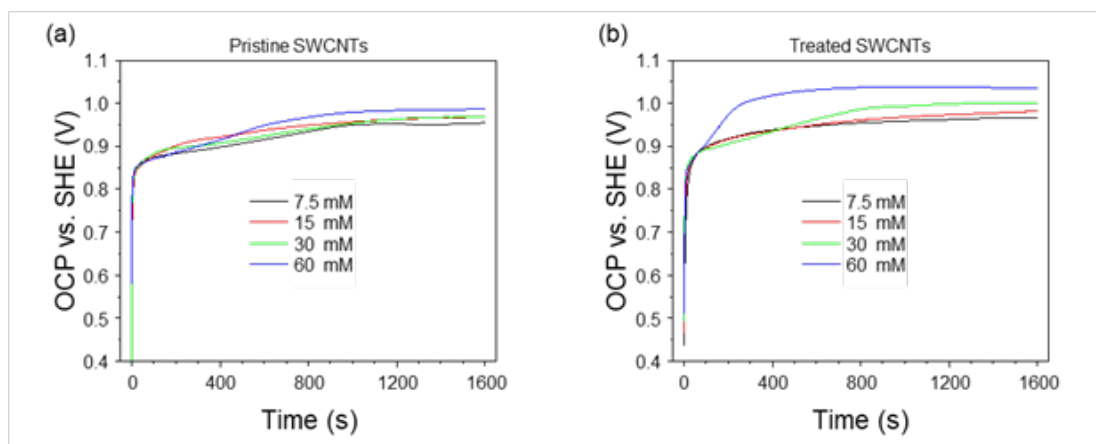 (a)
Pristine SWCNTs
OCP vs. SHE (V)
1.1
1.0
0.9
0.8
0.7
0.6
0.5
0.4
7.5 mM
15 mM
30 mM
60 mM
0 400 800 1200 1600
Time (s)
(b)
Treated SWCNTs
OCP vs. SHE (V)
1.1
1.0
0.9
0.8
0.7
0.6
0.5
0.4
7.5 mM
15 mM
30 mM
60 mM
0 400 800 1200 1600
Time (s)